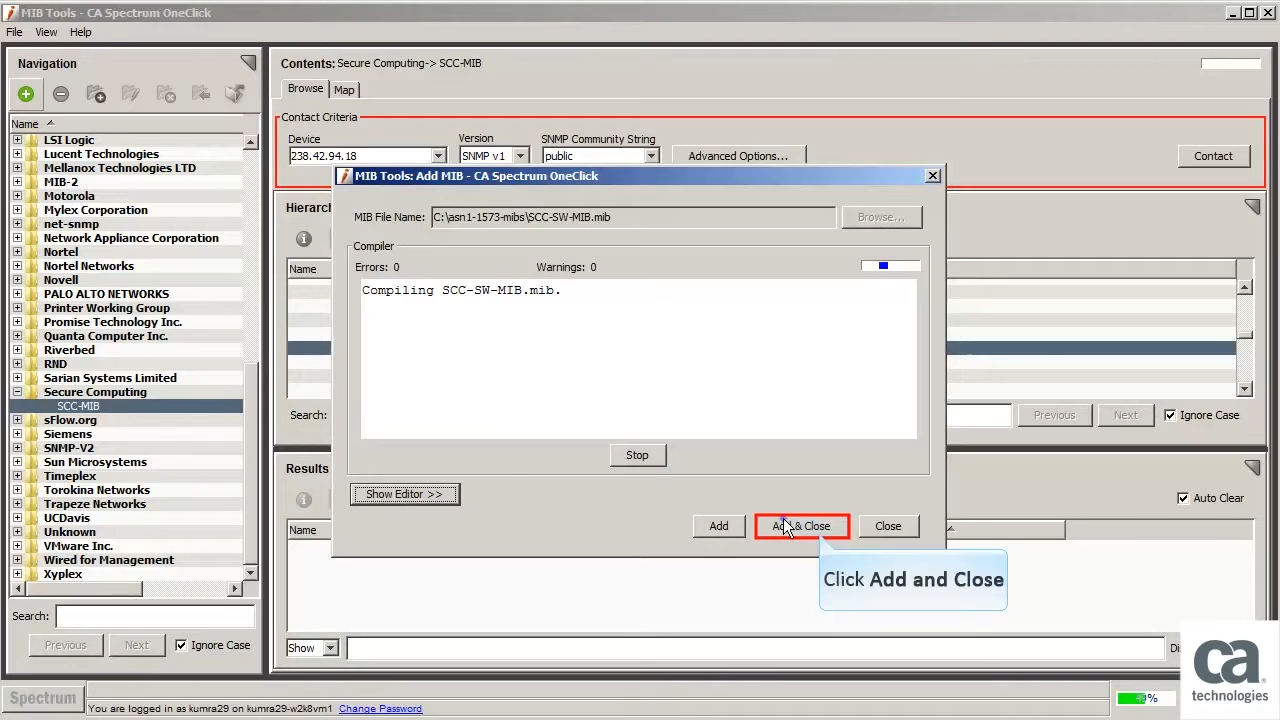 MIB Tools - CA Spectrum OneClick
File View Help
Navigation
Name
LSI Logic
Lucent Technologies
Mellanox Technologies LTD
MIB-2
Motorola
Mylex Corporation
net-snmp
Network Appliance Corporation
Nortel
Nortel Networks
Novell
PALO ALTO NETWORKS
Printer Working Group
Promise Technology Inc.
Quanta Computer Inc.
Riverbed
RND
Sarian Systems Limited
Secure Computing
SCC-MIB
sFlow.org
Siemens
SNMP-V2
Sun Microsystems
Timeplex
Torokina Networks
Trapeze Networks
UCDavis
Unknown
VMware Inc.
Wired for Management
Xyplex
Search:
Previous Next Ignore Case
Contents: Secure Computing-> SCC-MIB
Browse Map
Contact Criteria
Device Version SNMP Community String
238.42.94.18 SNMP v1 public Advanced Options... Contact
Hierarc
Name
Search: Previous Next Ignore Case
Results
Auto Clear
Name
Show
MIB Tools: Add MIB - CA Spectrum OneClick
MIB File Name: C:\asn1-1573-mibs\SCC-SW-MIB.mib Browse...
Compiler
Errors: 0 Warnings: 0
Compiling SCC-SW-MIB.mib.
Stop
Show Editor >>
Add Add & Close Close
Click Add and Close
Spectrum
You are logged in as kumra29 on kumra29-w2k8vm1 Change Password
ca
technologies